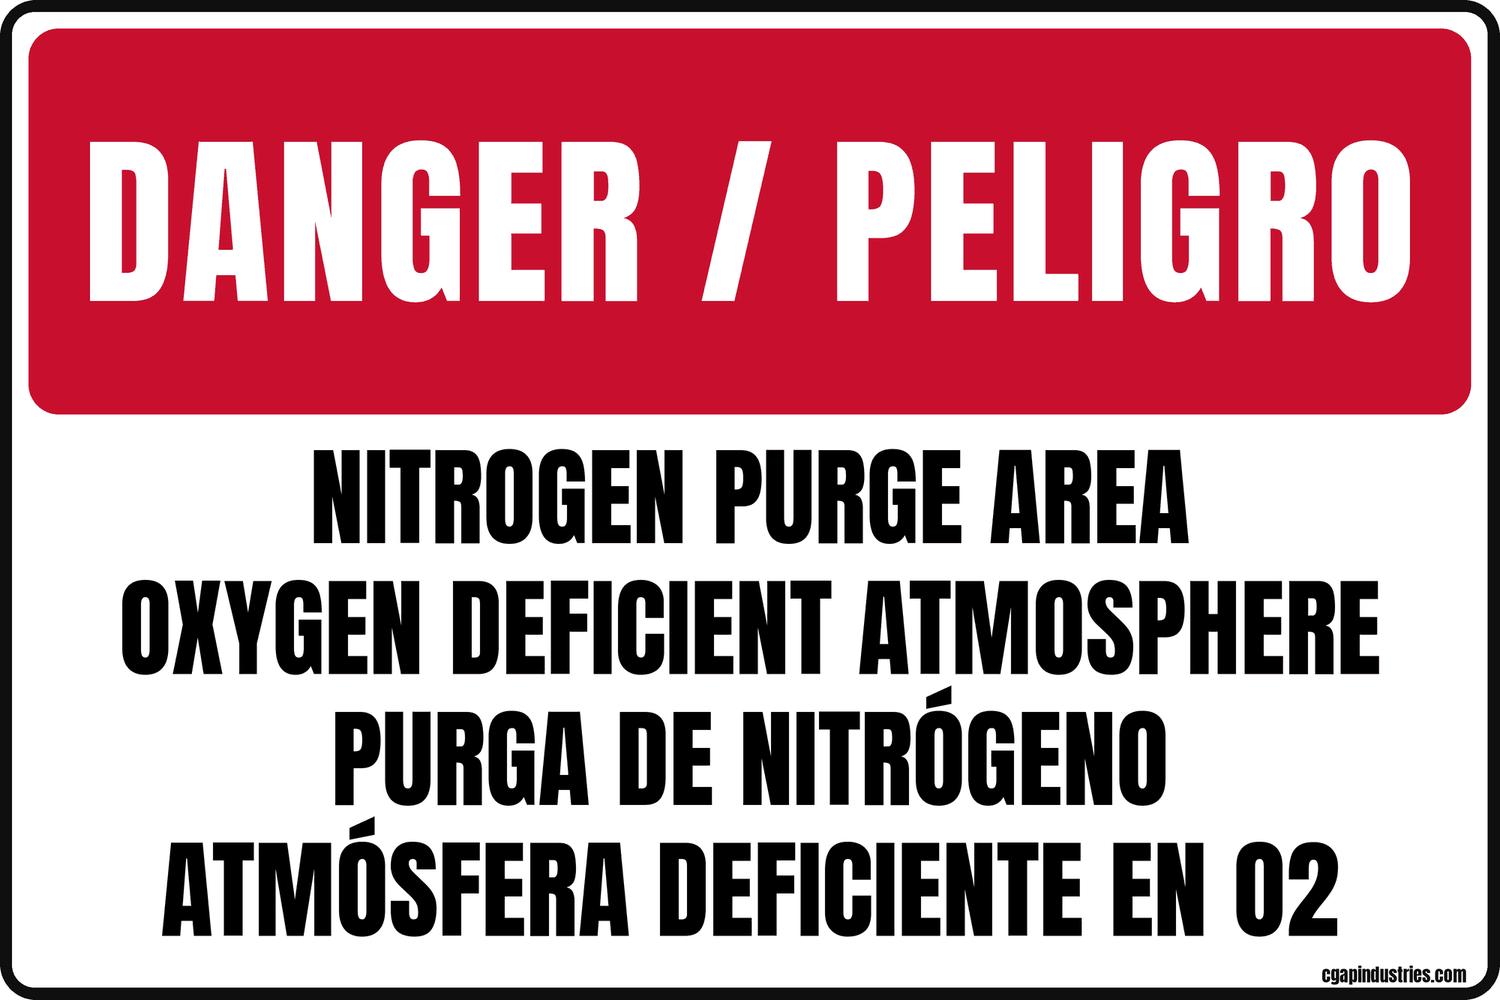 DANGER / PELIGRO
NITROGEN PURGE AREA
OXYGEN DEFICIENT ATMOSPHERE
PURGA DE NITRÓGENO
ATMÓSFERA DEFICIENTE EN O2
cgapindustries.com